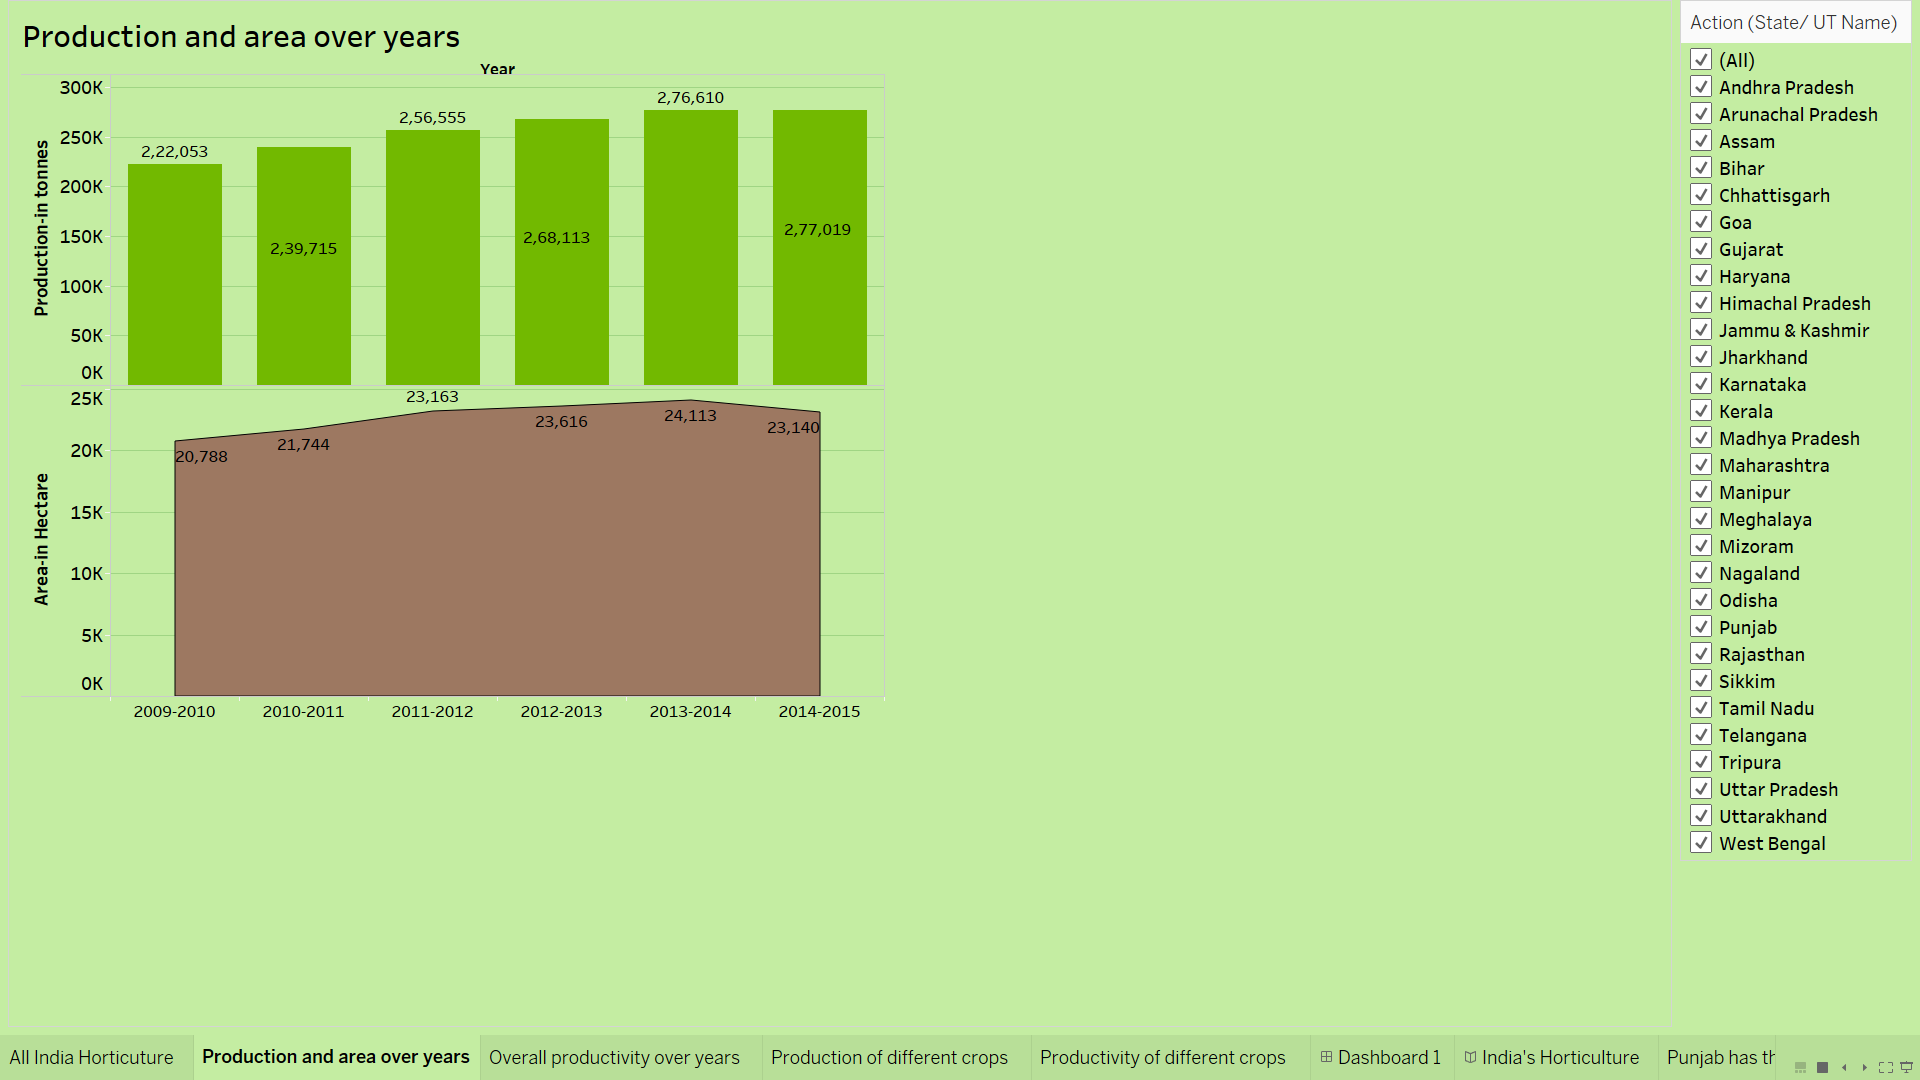 Production and area over years
Year
Production-in tonnes
300K
250K
200K
150K
100K
50K
0K
2,22,053
2,39,715
2,56,555
2,68,113
2,76,610
2,77,019
Area-in Hectare
25K
20K
15K
10K
5K
0K
20,788
21,744
23,163
23,616
24,113
23,140
2009-2010
2010-2011
2011-2012
2012-2013
2013-2014
2014-2015
Action (State/ UT Name)
(All)
Andhra Pradesh
Arunachal Pradesh
Assam
Bihar
Chhattisgarh
Goa
Gujarat
Haryana
Himachal Pradesh
Jammu & Kashmir
Jharkhand
Karnataka
Kerala
Madhya Pradesh
Maharashtra
Manipur
Meghalaya
Mizoram
Nagaland
Odisha
Punjab
Rajasthan
Sikkim
Tamil Nadu
Telangana
Tripura
Uttar Pradesh
Uttarakhand
West Bengal
All India Horticuture
Production and area over years
Overall productivity over years
Production of different crops
Productivity of different crops
Dashboard 1
India's Horticulture
Punjab has th